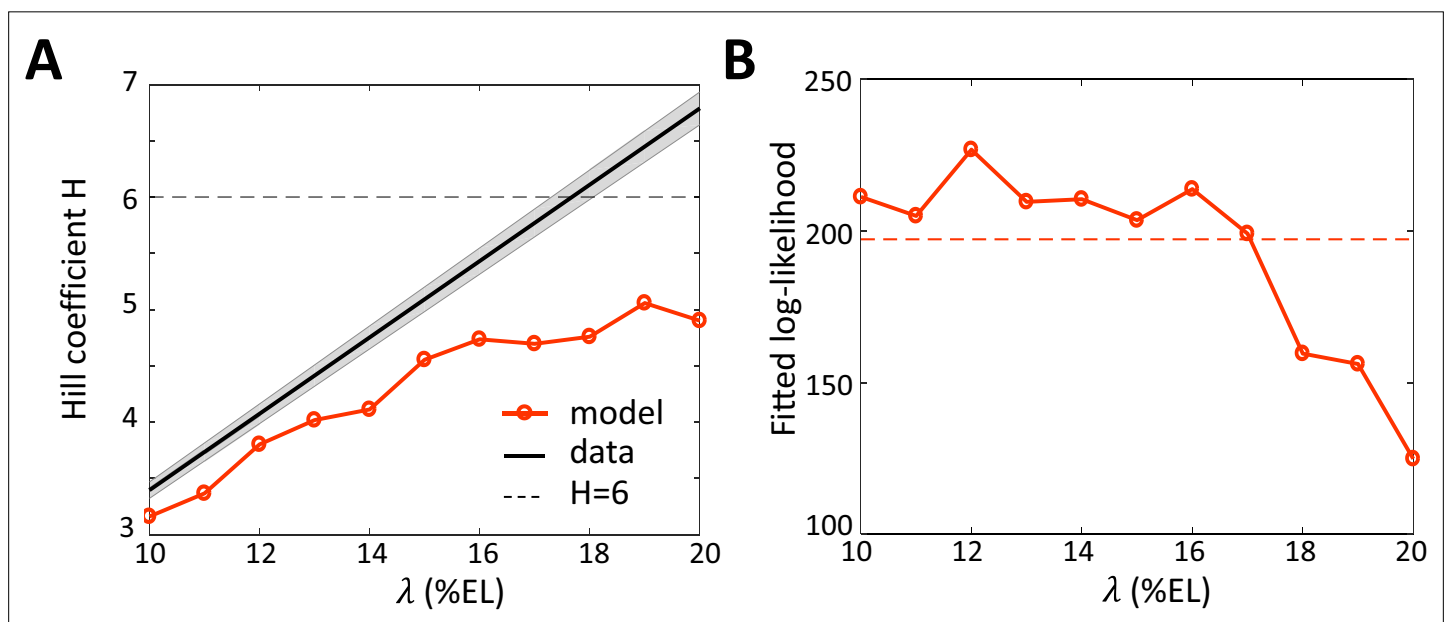 A
7
6
5
4
3
Hill coefficient H
model
data
H=6
10 12 14 16 18 20
λ (%EL)
B
250
200
150
100
Fitted log-likelihood
10 12 14 16 18 20
λ (%EL)